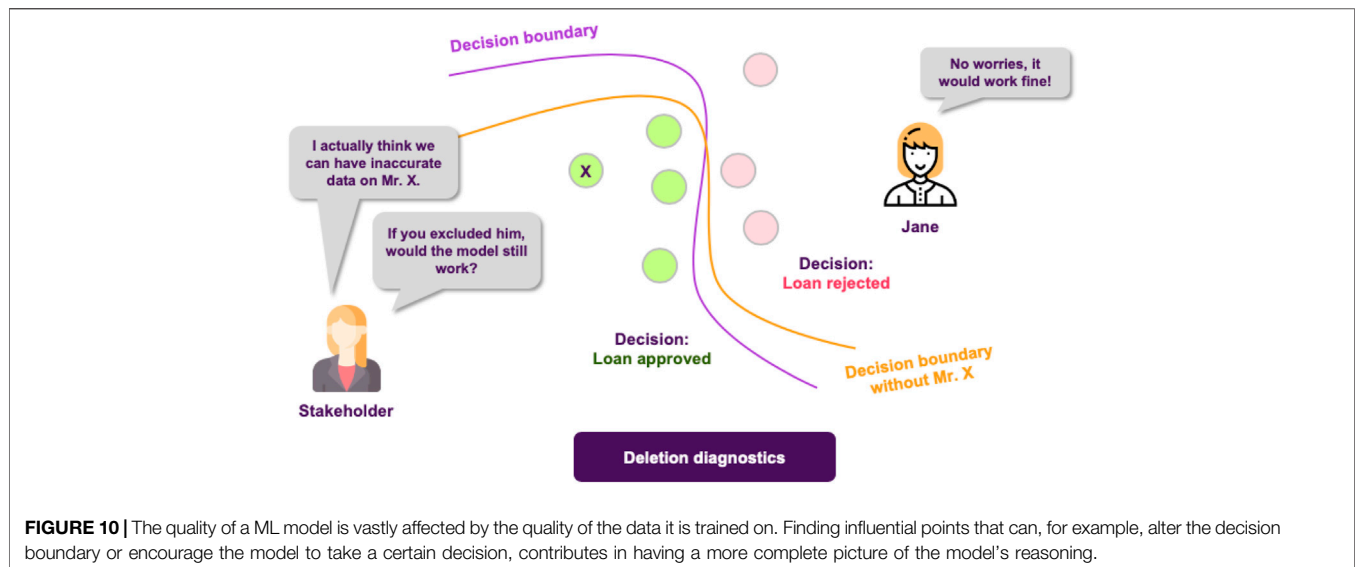 Decision boundary
No worries, it
would work fine!
I actually think we
can have inaccurate
data on Mr. X.
X
If you excluded him,
would the model still
work?
Jane
Decision:
Loan rejected
Decision:
Loan approved
Decision boundary
without Mr. X
Stakeholder
Deletion diagnostics
FIGURE 10 | The quality of a ML model is vastly affected by the quality of the data it is trained on. Finding influential points that can, for example, alter the decision
boundary or encourage the model to take a certain decision, contributes in having a more complete picture of the model's reasoning.